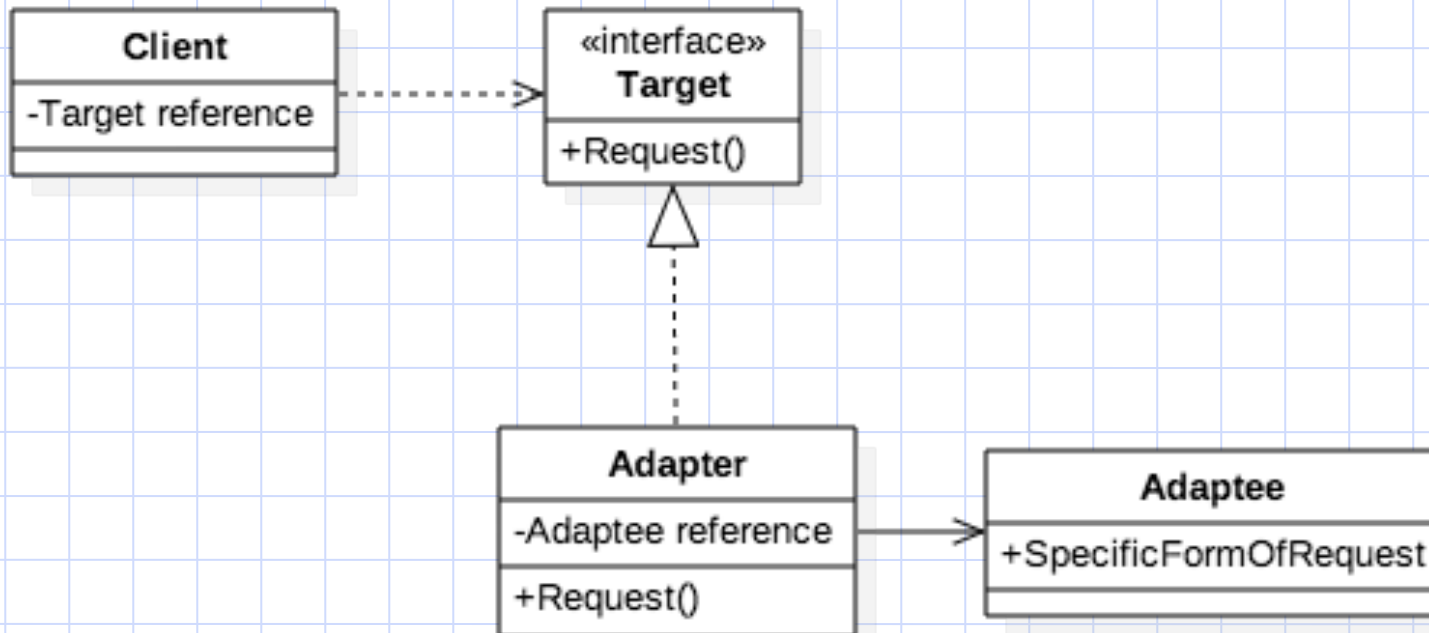 Client
-Target reference
«interface»
Target
+Request()
Adapter
-Adaptee reference
+Request()
Adaptee
+SpecificFormOfRequest